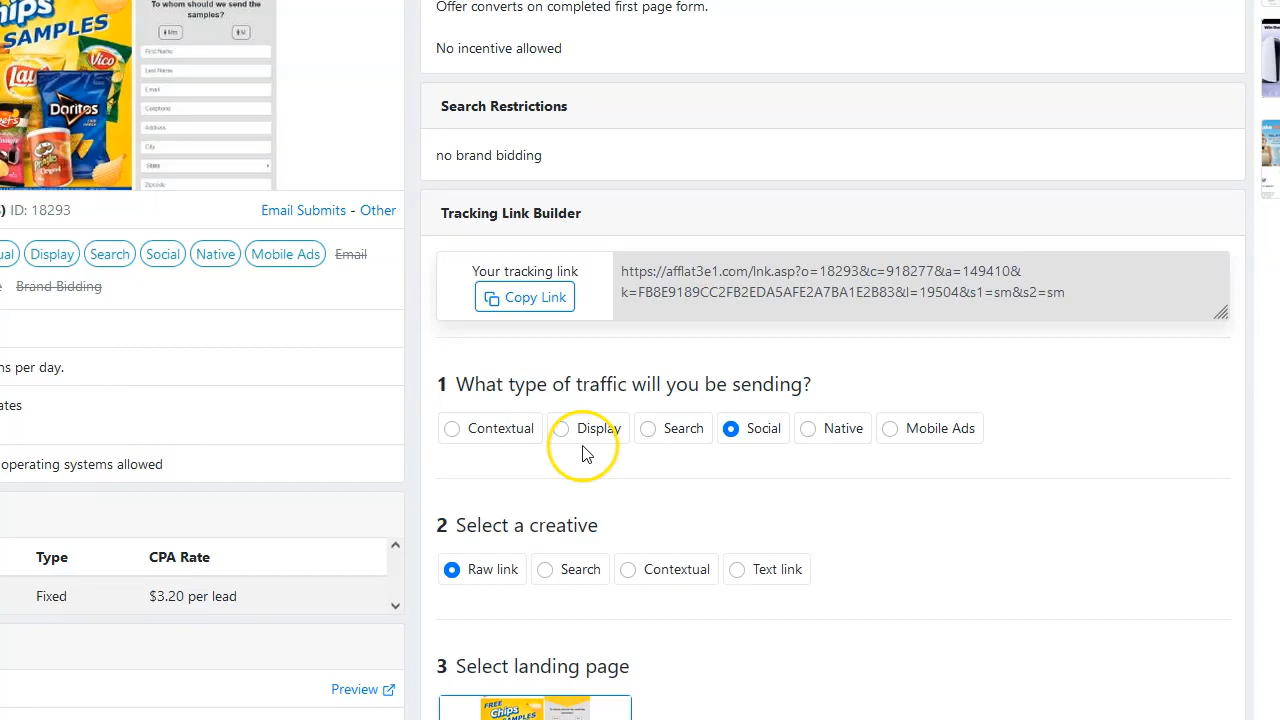 Chips
SAMPLES
Lay's
Vico
Doritos
Pringles
To whom should we send the
samples?
Mrs
M
First Name
Last Name
Email
Cellphone
Address
City
State
Zipcode
) ID: 18293
Email Submits - Other
ual
Display
Search
Social
Native
Mobile Ads
Email
e
Brand Bidding
ns per day.
ates
operating systems allowed
Type
CPA Rate
Fixed
$3.20 per lead
Preview
Offer converts on completed first page form.
No incentive allowed
Search Restrictions
no brand bidding
Tracking Link Builder
Your tracking link
Copy Link
https://afflat3e1.com/lnk.asp?o=18293&c=918277&a=149410&
k=FB8E9189CC2FB2EDA5AFE2A7BA1E2B83&l=19504&s1=sm&s2=sm
1 What type of traffic will you be sending?
Contextual
Display
Search
Social
Native
Mobile Ads
2 Select a creative
Raw link
Search
Contextual
Text link
3 Select landing page
FREE
Chips
SAMPLES